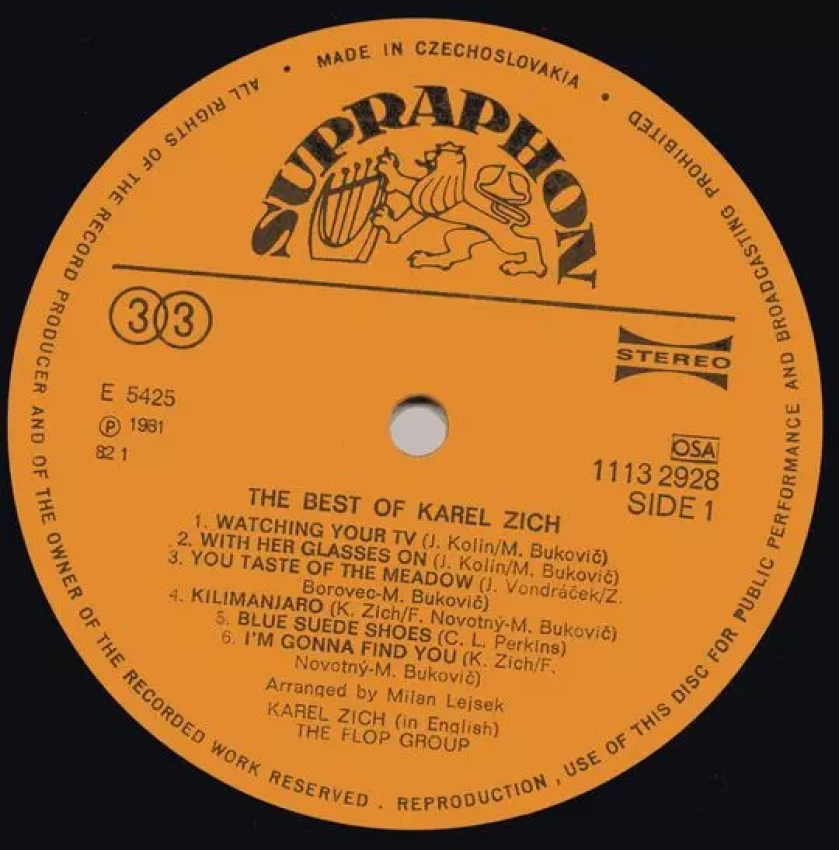 ALL RIGHTS OF THE RECORD PRODUCER AND OF THE OWNER OF THE RECORDED WORK RESERVED . REPRODUCTION , USE OF THIS DISC FOR PUBLIC PERFORMANCE AND BROADCASTING PROHIBITED
• MADE IN CZECHOSLOVAKIA •
SUPRAPHON
33
STEREO
E 5425
℗ 1981
82 1
OSA
1113 2928
SIDE 1
THE BEST OF KAREL ZICH
1. WATCHING YOUR TV (J. Kolin/M. Bukovič)
2. WITH HER GLASSES ON (J. Kolin/M. Bukovič)
3. YOU TASTE OF THE MEADOW (J. Vondráček/Z.
Borovec-M. Bukovič)
4. KILIMANJARO (K. Zich/F. Novotný-M. Bukovič)
5. BLUE SUEDE SHOES (C. L. Perkins)
6. I'M GONNA FIND YOU (K. Zich/F.
Novotný-M. Bukovič)
Arranged by Milan Lejsek
KAREL ZICH (in English)
THE FLOP GROUP